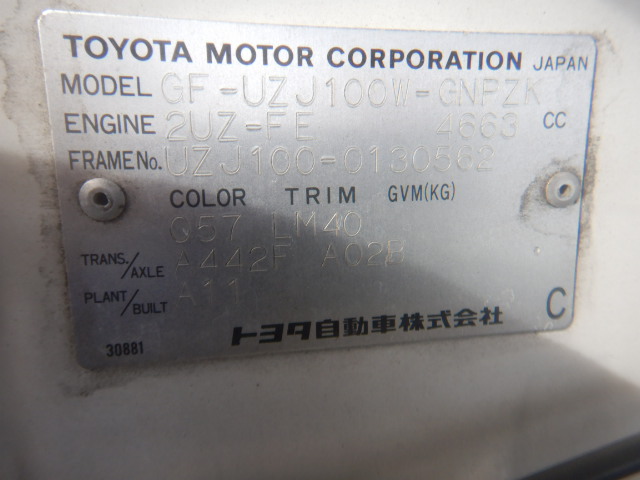 TOYOTA MOTOR CORPORATION JAPAN
MODEL GF-UZJ100W-GNPZK
ENGINE 2UZ-FE 4663 CC
FRAME No. UZJ100-0130562
COLOR TRIM GVM(KG)
057 LM40
TRANS./AXLE A442F A02B
PLANT/BUILT A11
C
トヨタ自動車株式会社
30881